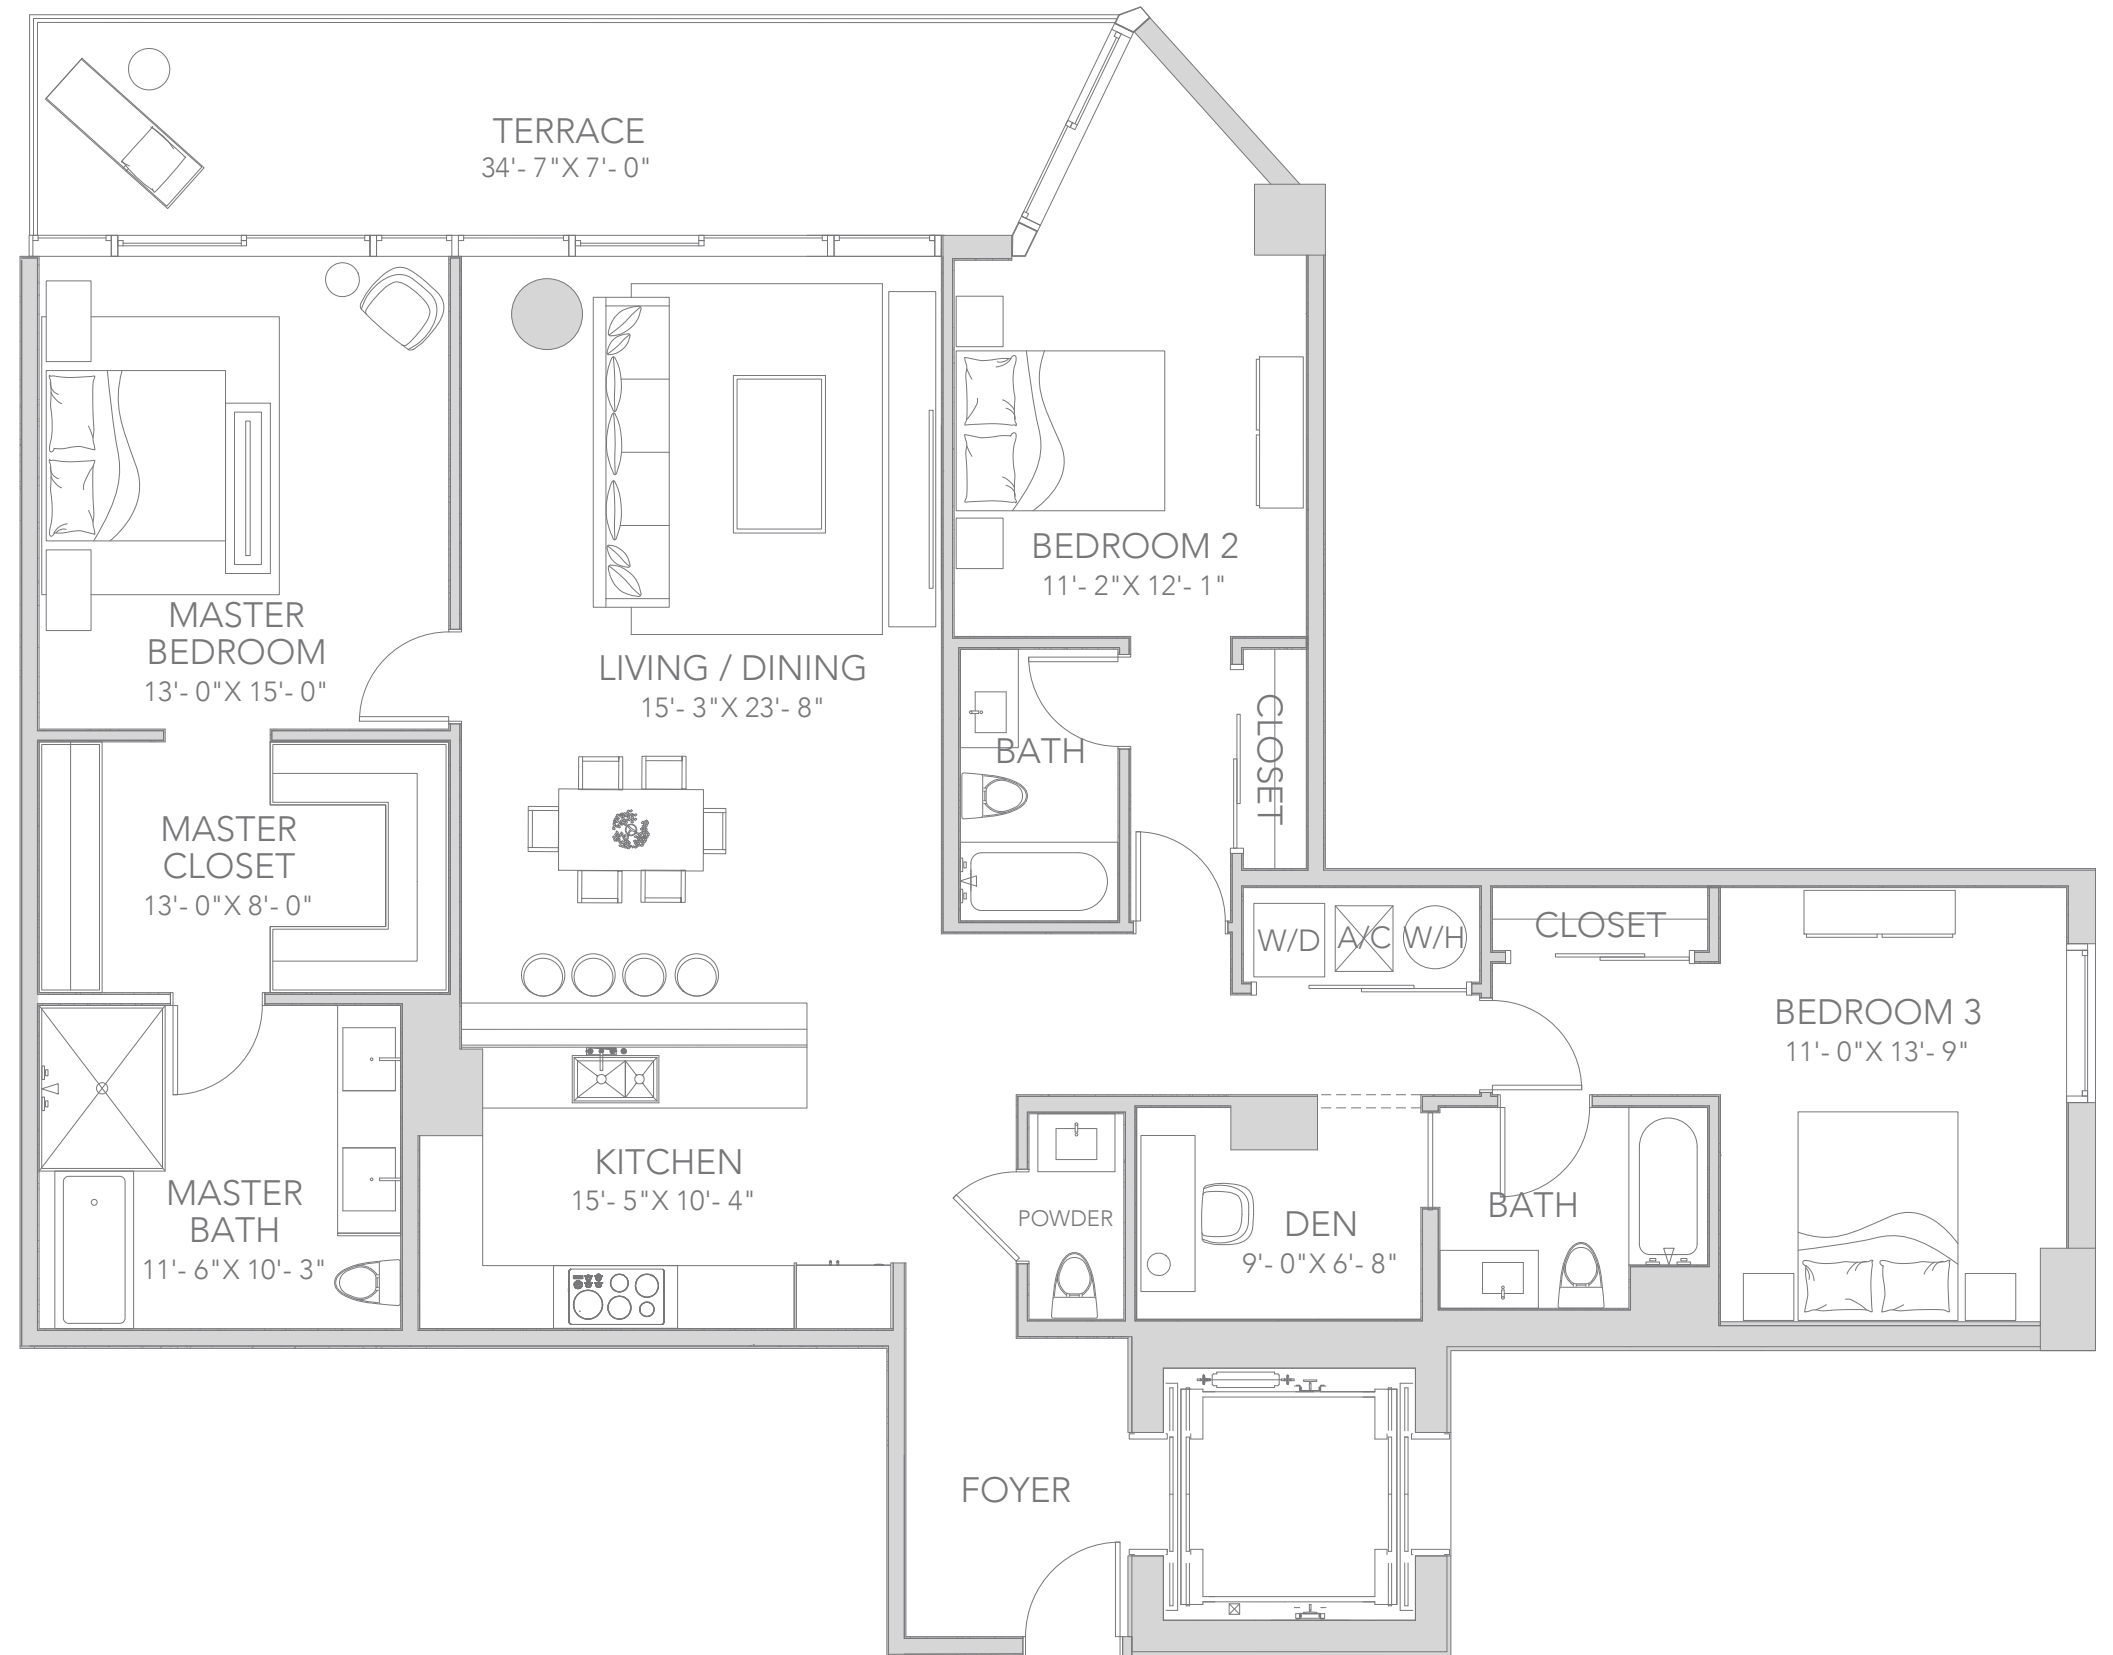 TERRACE
34'- 7"X 7'- 0"
BEDROOM 2
11'- 2"X 12'- 1"
MASTER
BEDROOM
13'- 0"X 15'- 0"
LIVING / DINING
15'- 3"X 23'- 8"
BATH
CLOSET
MASTER
CLOSET
13'- 0"X 8'- 0"
W/D
A/C
W/H
CLOSET
BEDROOM 3
11'- 0"X 13'- 9"
KITCHEN
15'- 5"X 10'- 4"
MASTER
BATH
11'- 6"X 10'- 3"
POWDER
DEN
9'- 0"X 6'- 8"
BATH
FOYER